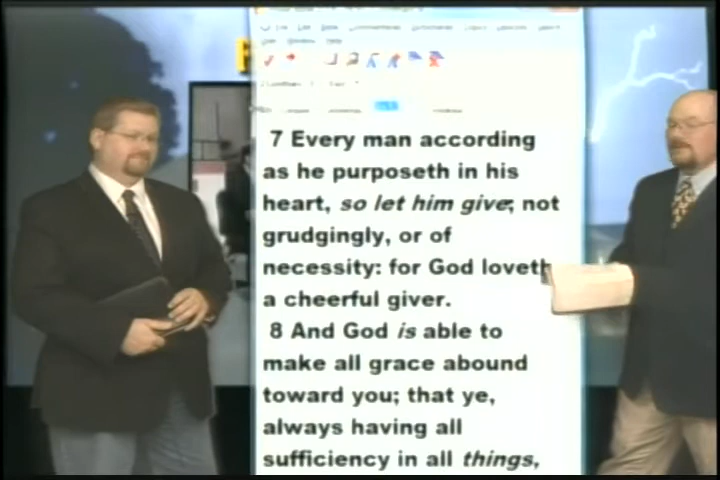 7 Every man according
as he purposeth in his
heart, so let him give; not
grudgingly, or of
necessity: for God loveth
a cheerful giver.
8 And God is able to
make all grace abound
toward you; that ye,
always having all
sufficiency in all things,